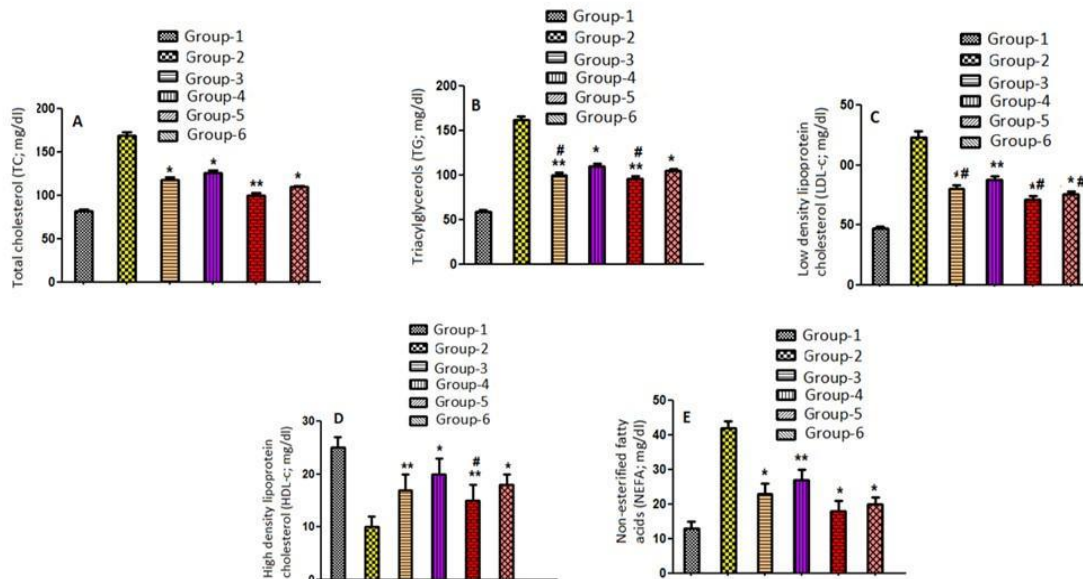 Group-1
Group-2
Group-3
Group-4
Group-5
Group-6
A
Total cholesterol (TC; mg/dl)
200
150
100
50
0
*
*
**
*
Group-1
Group-2
Group-3
Group-4
Group-5
Group-6
B
Triacylglycerols (TG; mg/dl)
200
150
100
50
0
#
**
*
#
**
*
Group-1
Group-2
Group-3
Group-4
Group-5
Group-6
C
Low density lipoprotein
cholesterol (LDL-c; mg/dl)
50
00
50
0
*#
**
*#
*#
Group-1
Group-2
Group-3
Group-4
Group-5
Group-6
D
High density lipoprotein
cholesterol (HDL-c; mg/dl)
30
20
10
0
**
*
#
**
*
Group-1
Group-2
Group-3
Group-4
Group-5
Group-6
E
Non-esterified fatty
acids (NEFA; mg/dl)
50
40
30
20
10
0
*
**
*
*